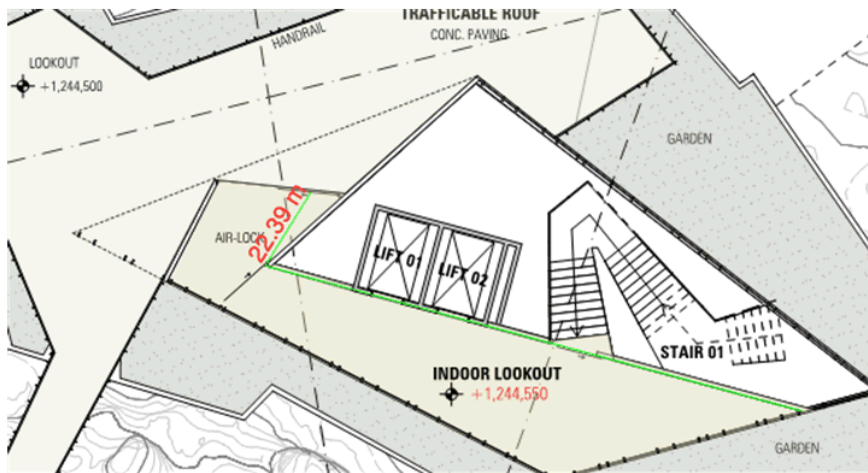 TRAFFICABLE ROOF
CONC. PAVING
HANDRAIL
LOOKOUT
+1,244,500
GARDEN
AIR-LOCK
22.39 m
LIFT 01
LIFT 02
STAIR 01
INDOOR LOOKOUT
+1,244,550
GARDEN